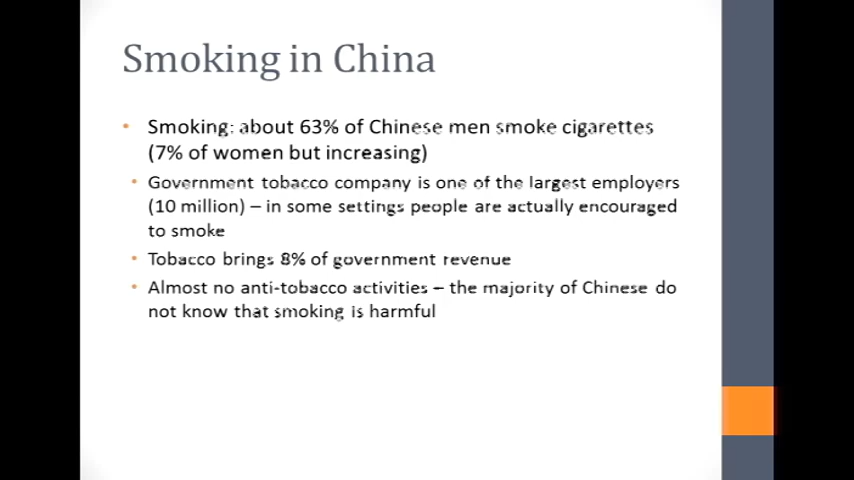 Smoking in China
• Smoking: about 63% of Chinese men smoke cigarettes
(7% of women but increasing)
• Government tobacco company is one of the largest employers
(10 million) – in some settings people are actually encouraged
to smoke
• Tobacco brings 8% of government revenue
• Almost no anti-tobacco activities – the majority of Chinese do
not know that smoking is harmful